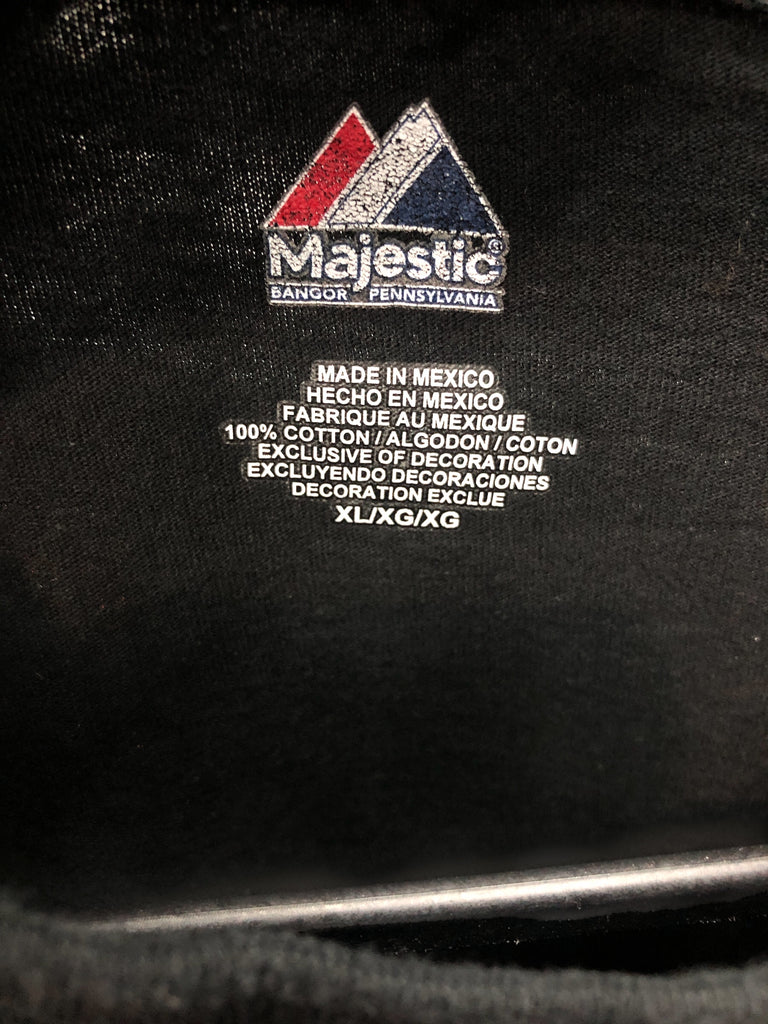 Majestic®
BANGOR PENNSYLVANIA
MADE IN MEXICO
HECHO EN MEXICO
FABRIQUE AU MEXIQUE
100% COTTON / ALGODON / COTON
EXCLUSIVE OF DECORATION
EXCLUYENDO DECORACIONES
DECORATION EXCLUE
XL/XG/XG